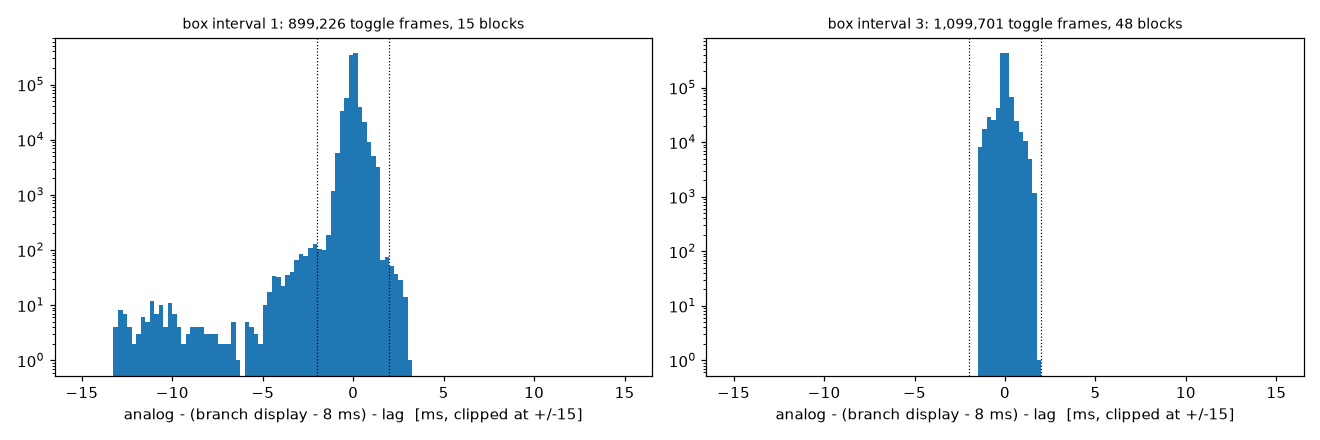 box interval 1: 899,226 toggle frames, 15 blocks
10⁵
10⁴
10³
10²
10¹
10⁰
−15 −10 −5 0 5 10 15
analog - (branch display - 8 ms) - lag [ms, clipped at +/-15]
box interval 3: 1,099,701 toggle frames, 48 blocks
10⁵
10⁴
10³
10²
10¹
10⁰
−15 −10 −5 0 5 10 15
analog - (branch display - 8 ms) - lag [ms, clipped at +/-15]